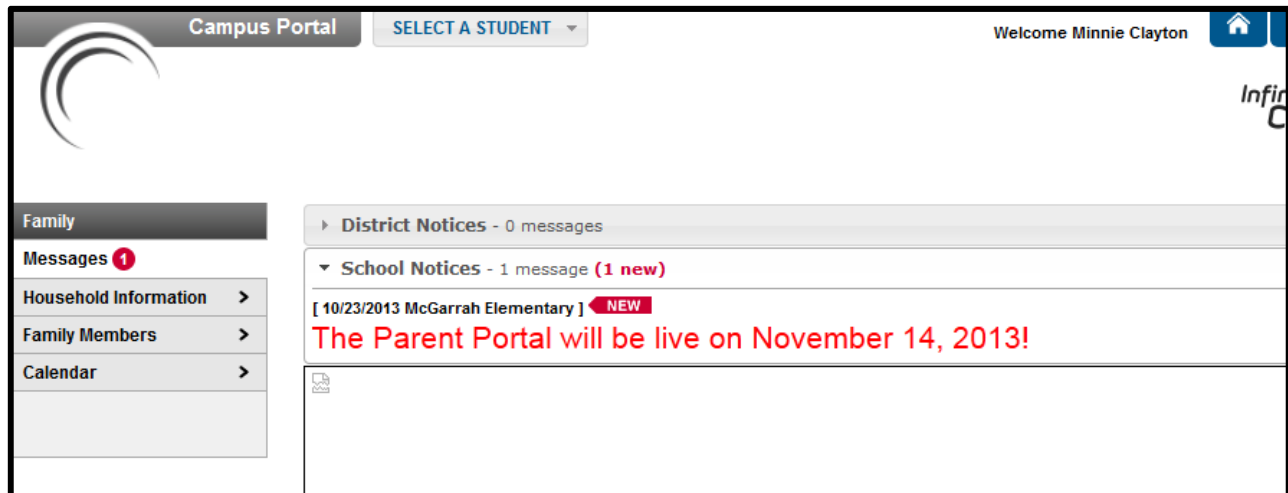 Campus Portal
SELECT A STUDENT
Welcome Minnie Clayton
Family
Messages 1
Household Information
Family Members
Calendar
District Notices - 0 messages
School Notices - 1 message (1 new)
[ 10/23/2013 McGarrah Elementary ] NEW
The Parent Portal will be live on November 14, 2013!